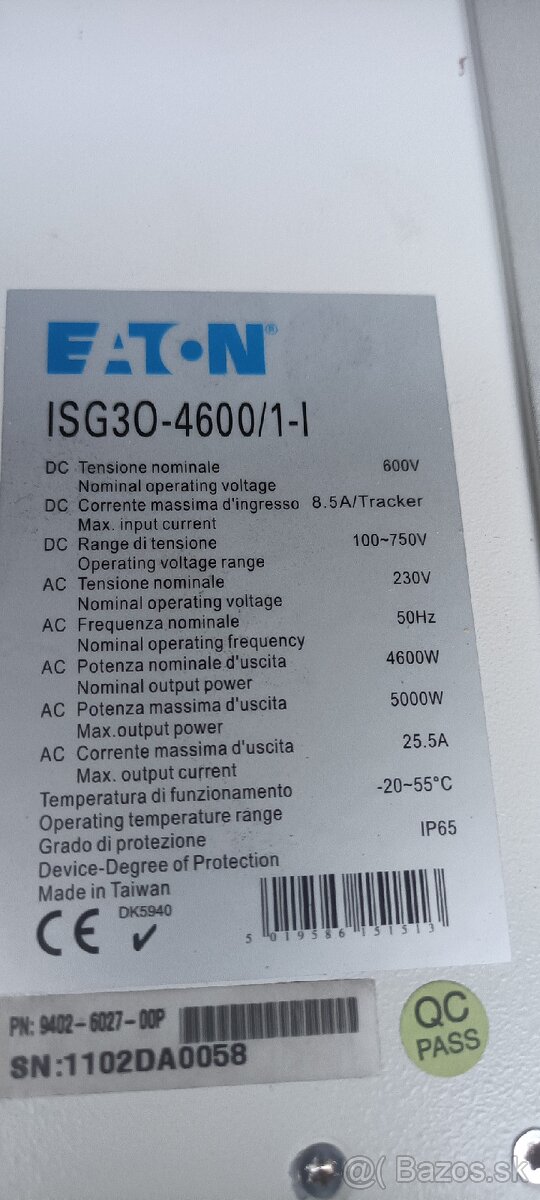 EATON®
ISG3O-4600/1-I
DC Tensione nominale 600V
Nominal operating voltage
DC Corrente massima d'ingresso 8.5A/Tracker
Max. input current
DC Range di tensione 100~750V
Operating voltage range
AC Tensione nominale 230V
Nominal operating voltage
AC Frequenza nominale 50Hz
Nominal operating frequency
AC Potenza nominale d'uscita 4600W
Nominal output power
AC Potenza massima d'uscita 5000W
Max.output power
AC Corrente massima d'uscita 25.5A
Max. output current
Temperatura di funzionamento -20~55°C
Operating temperature range
Grado di protezione IP65
Device-Degree of Protection
Made in Taiwan
CE DK5940
5 019586 151513
PN: 9402-6027-00P
SN:1102DA0058
QC
PASS
@( Bazos.sk